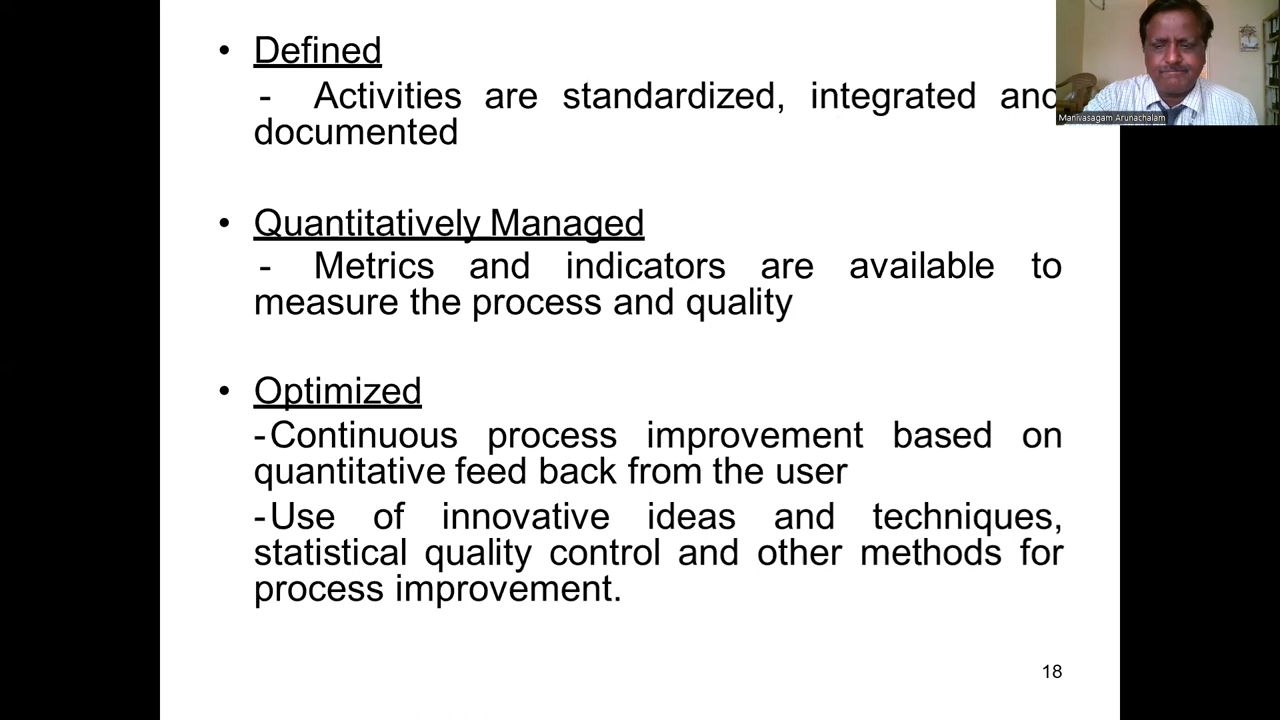 • Defined
- Activities are standardized, integrated and
documented
• Quantitatively Managed
- Metrics and indicators are available to
measure the process and quality
• Optimized
-Continuous process improvement based on
quantitative feed back from the user
-Use of innovative ideas and techniques,
statistical quality control and other methods for
process improvement.
18
Manivasagam Arunachalam